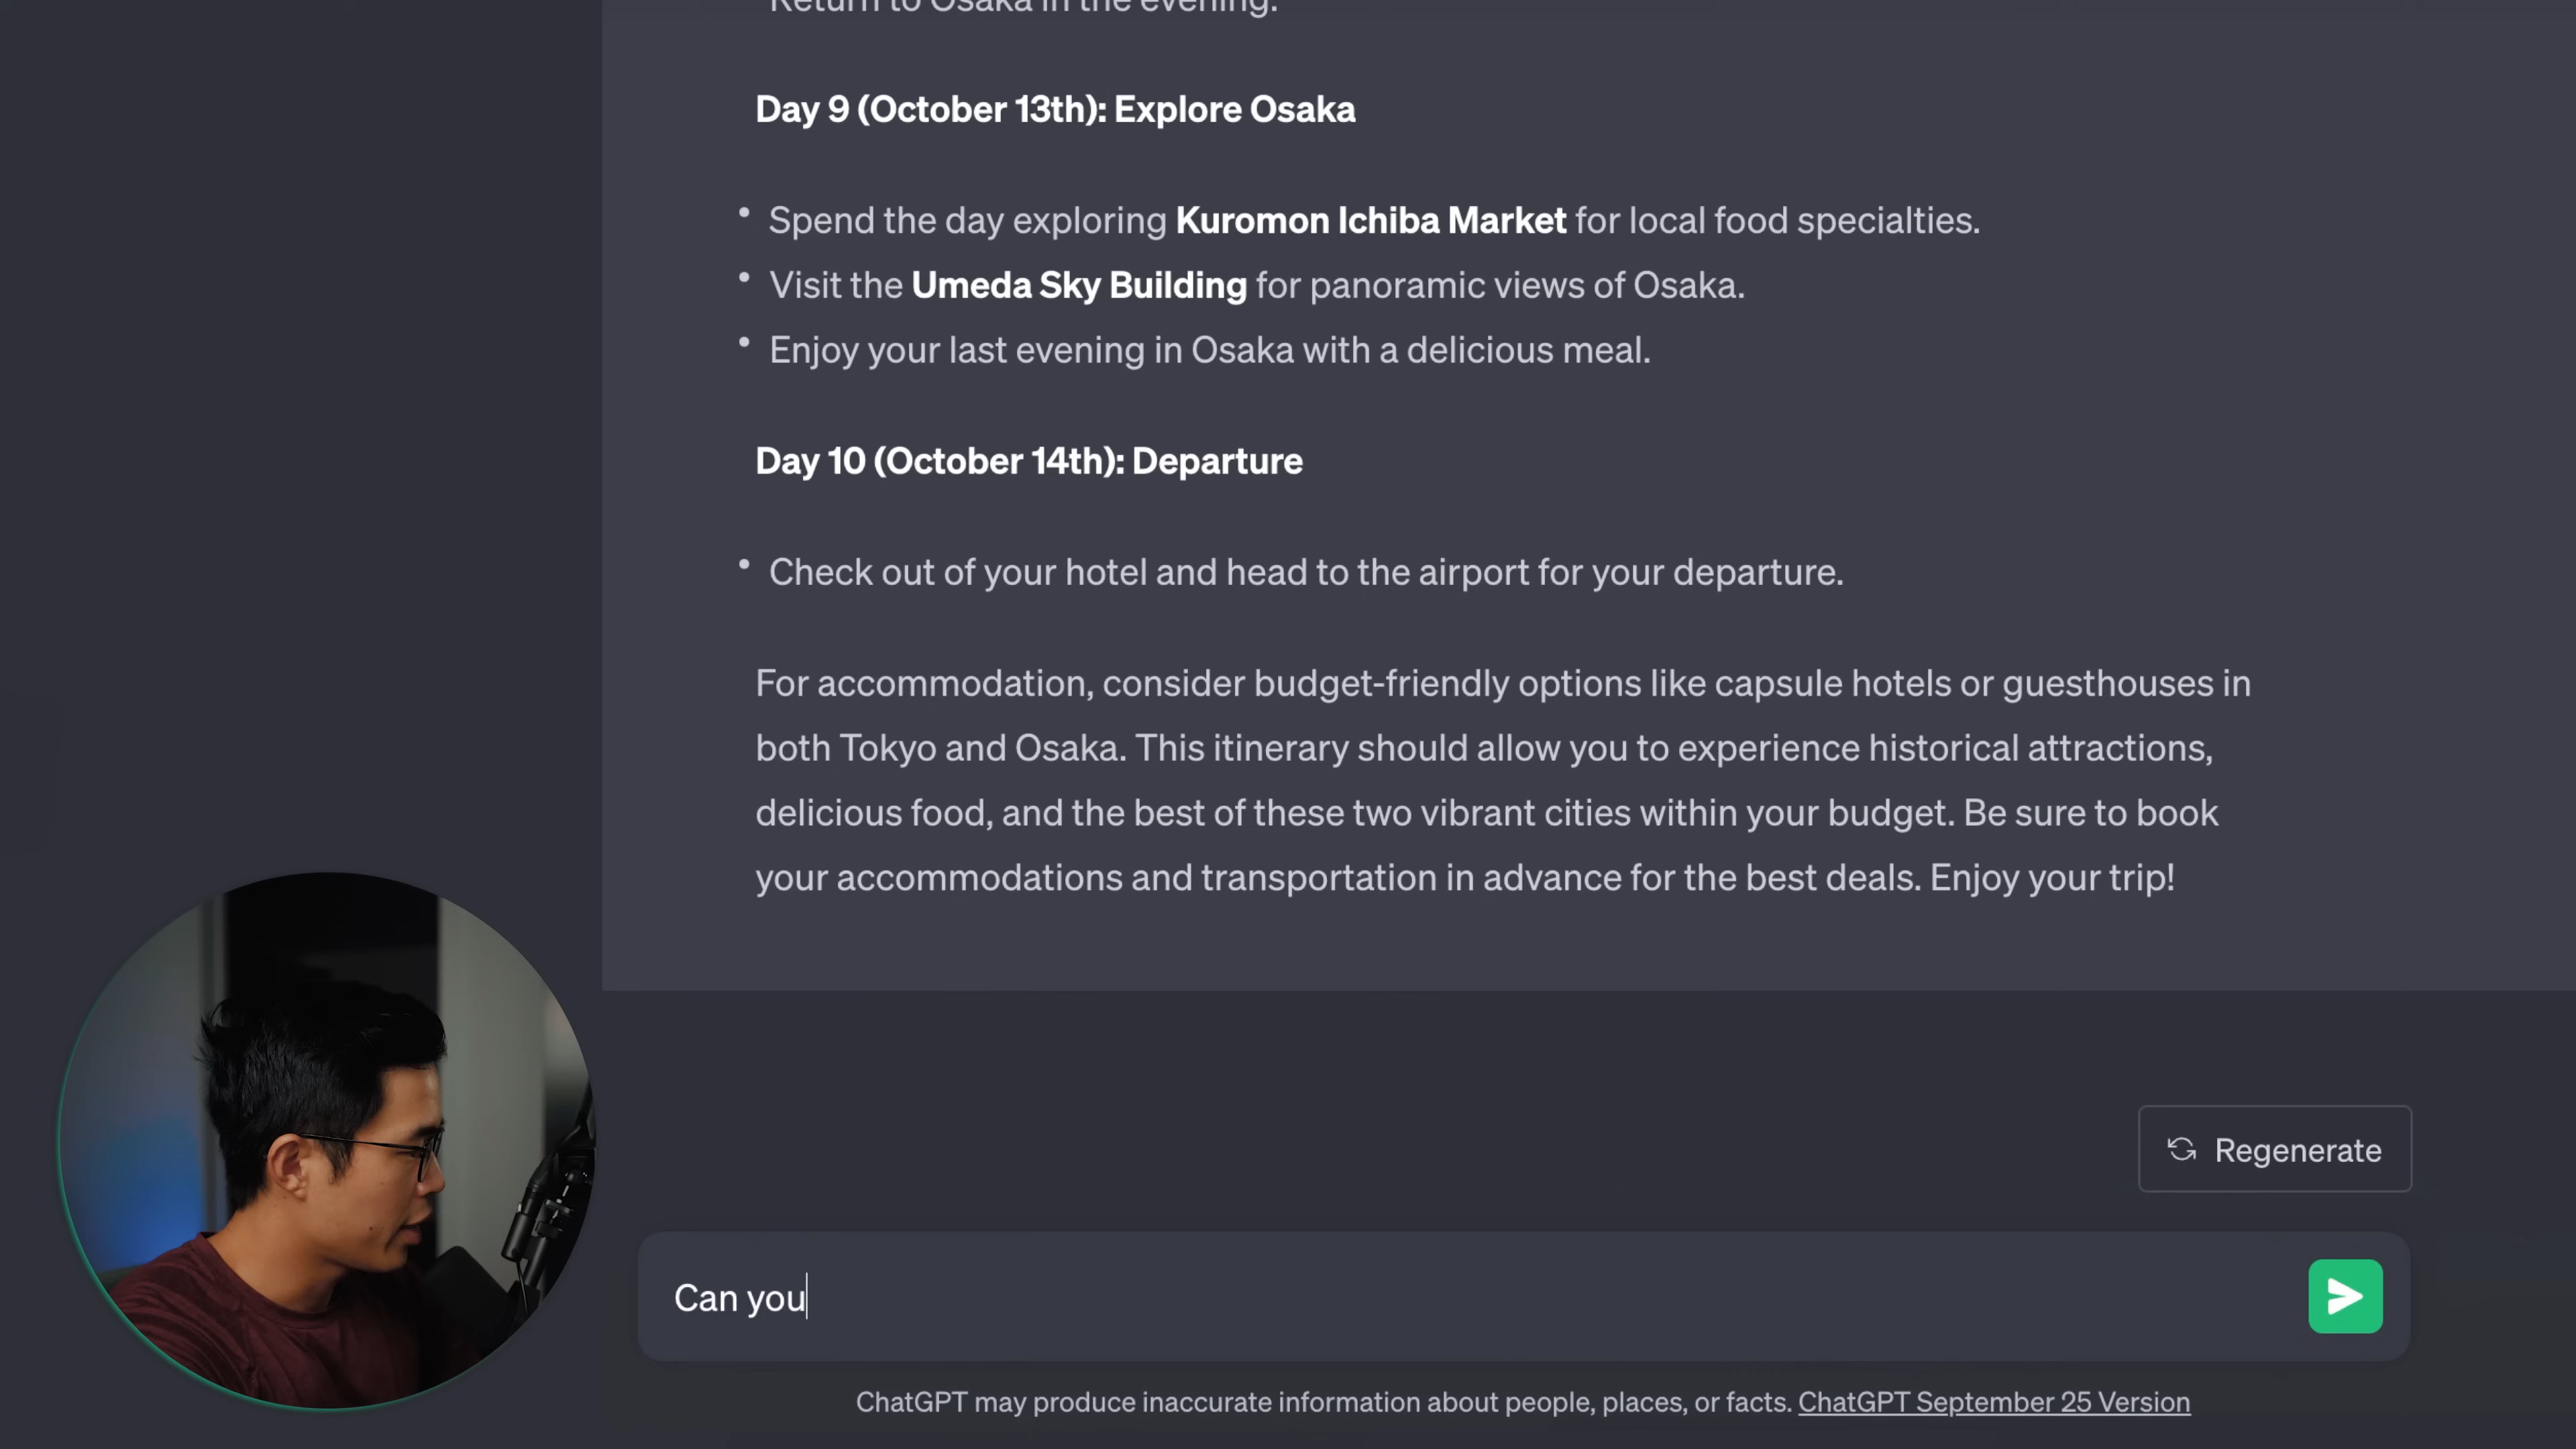 Return to Osaka in the evening.
Day 9 (October 13th): Explore Osaka
• Spend the day exploring Kuromon Ichiba Market for local food specialties.
• Visit the Umeda Sky Building for panoramic views of Osaka.
• Enjoy your last evening in Osaka with a delicious meal.
Day 10 (October 14th): Departure
• Check out of your hotel and head to the airport for your departure.
For accommodation, consider budget-friendly options like capsule hotels or guesthouses in
both Tokyo and Osaka. This itinerary should allow you to experience historical attractions,
delicious food, and the best of these two vibrant cities within your budget. Be sure to book
your accommodations and transportation in advance for the best deals. Enjoy your trip!
Regenerate
Can you
ChatGPT may produce inaccurate information about people, places, or facts. ChatGPT September 25 Version